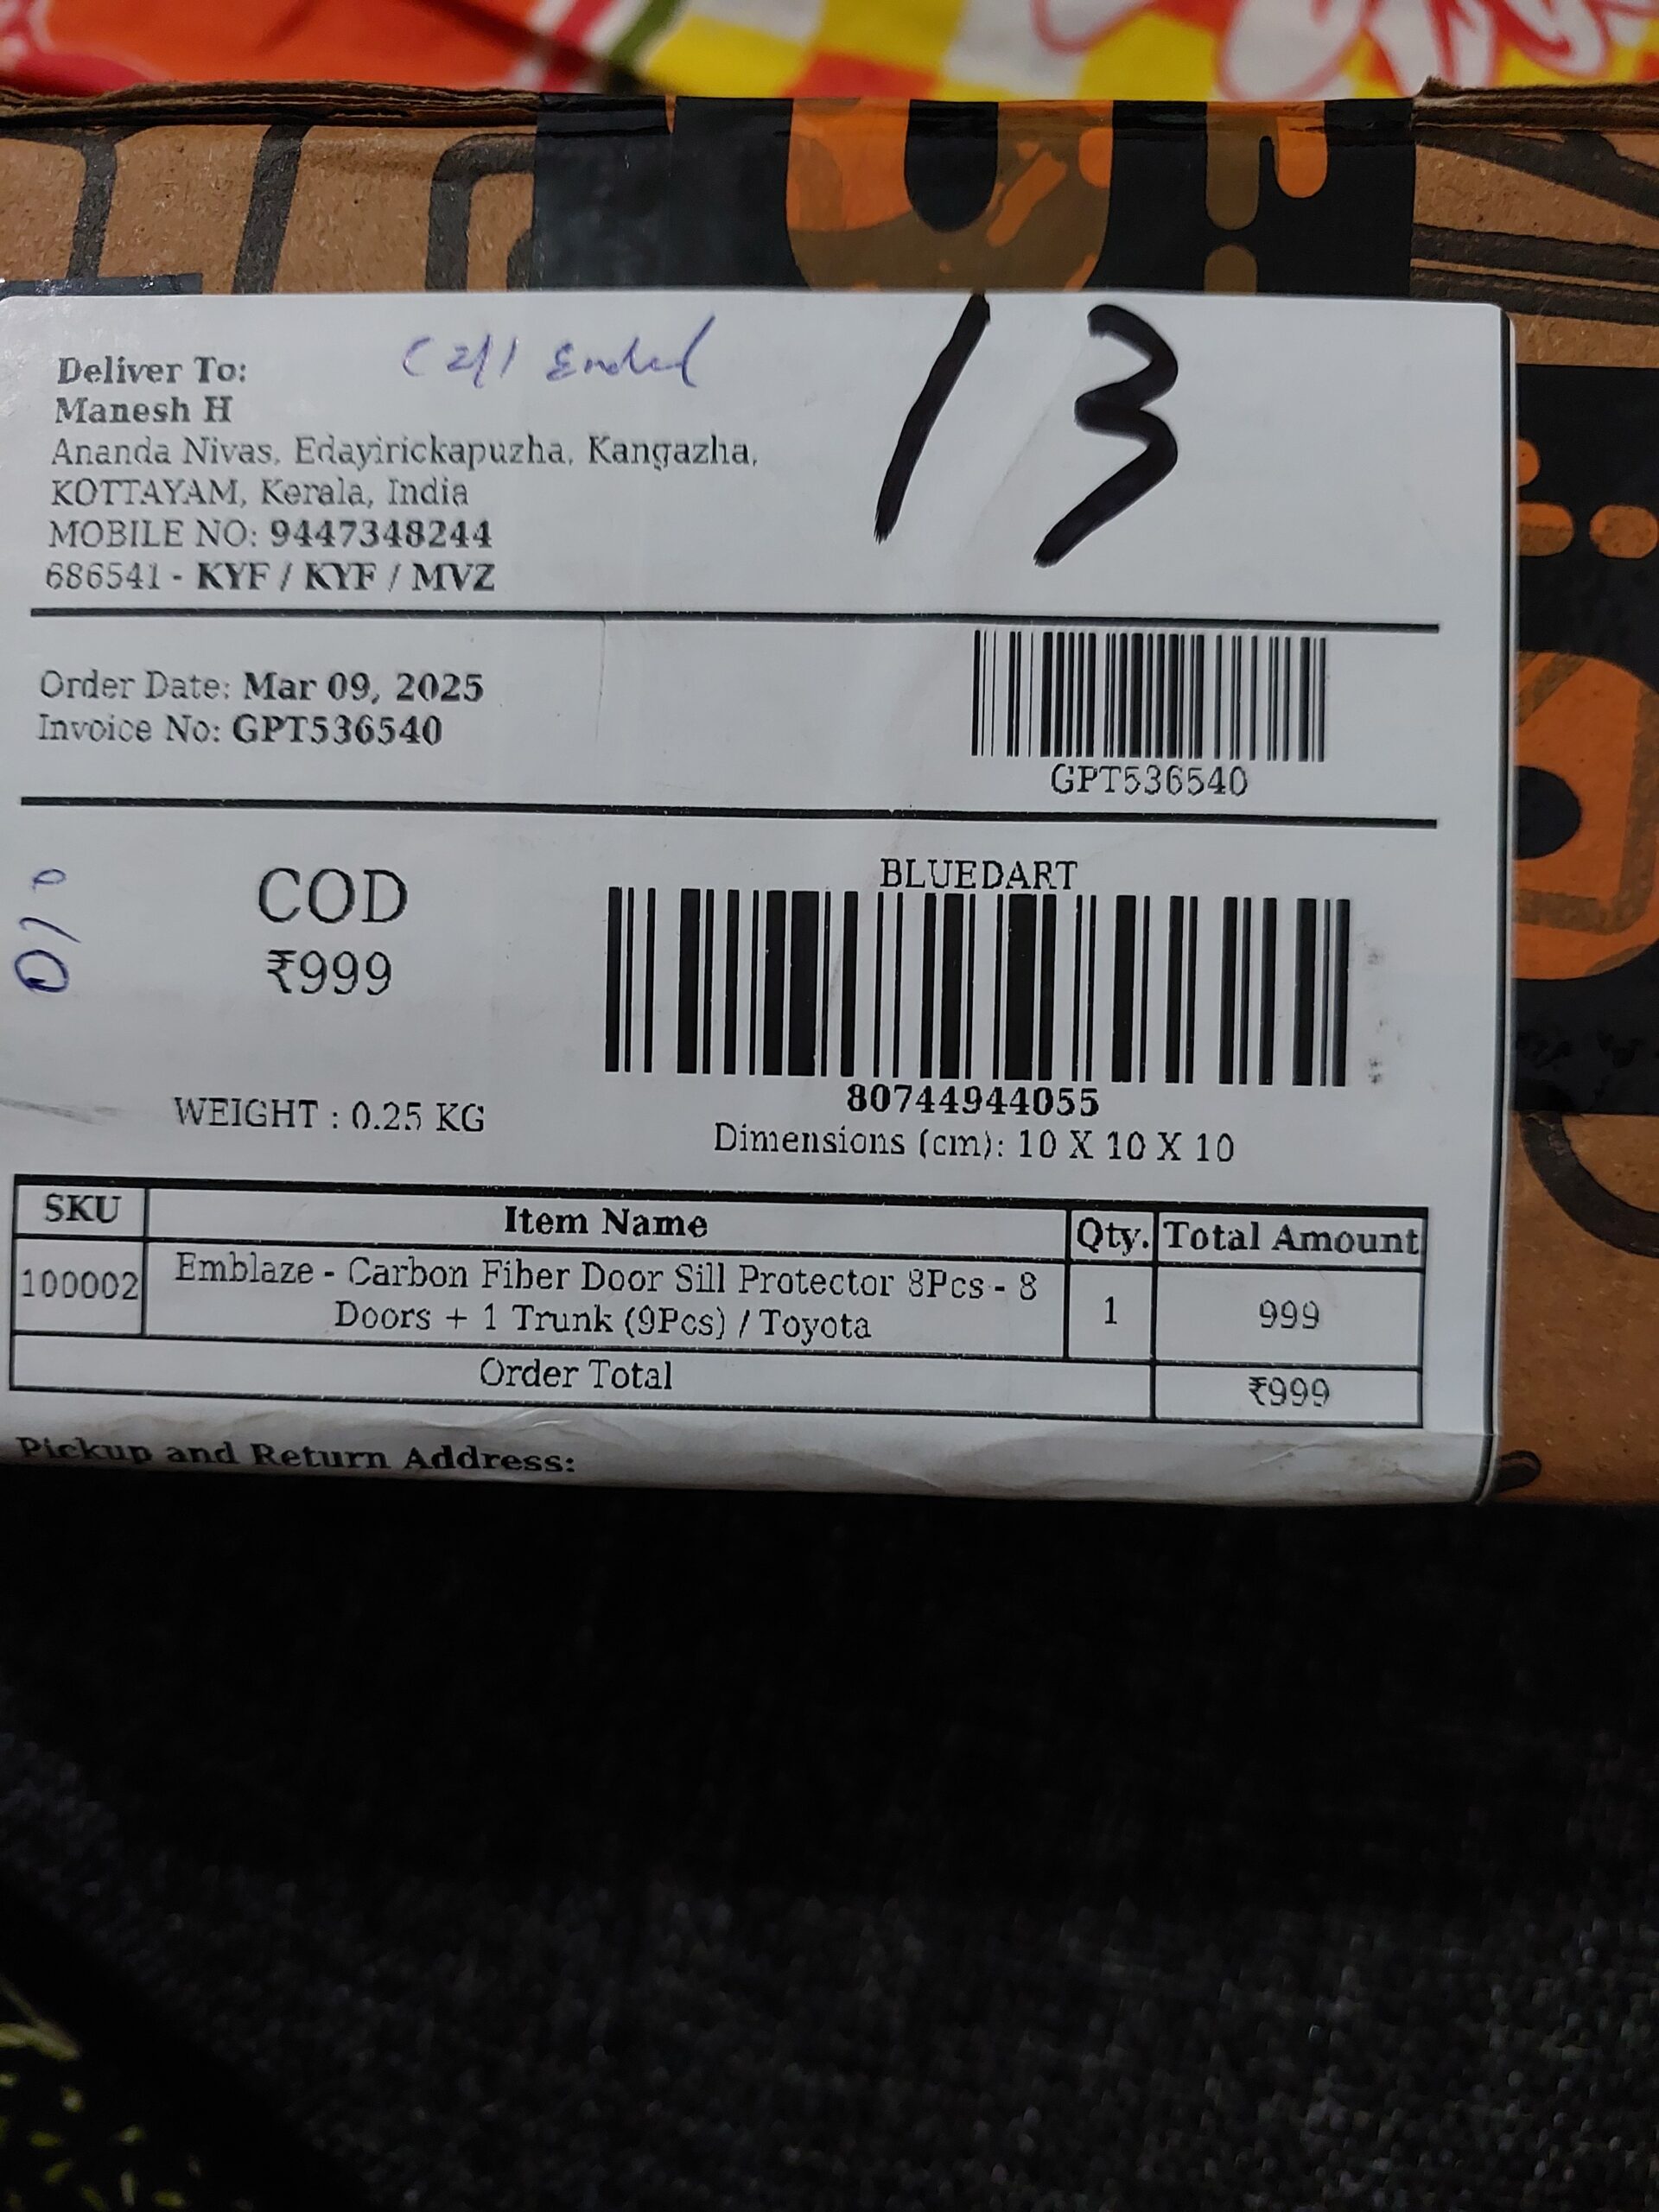 Call Ended
13
Deliver To:
Manesh H
Ananda Nivas, Edayirickapuzha, Kangazha,
KOTTAYAM, Kerala, India
MOBILE NO: 9447348244
686541 - KYF / KYF / MVZ
Order Date: Mar 09, 2025
Invoice No: GPT536540
GPT536540
COD
₹999
BLUEDART
80744944055
WEIGHT : 0.25 KG
Dimensions (cm): 10 X 10 X 10
SKU Item Name Qty. Total Amount
100002 Emblaze - Carbon Fiber Door Sill Protector 8Pcs - 8
Doors + 1 Trunk (9Pcs) / Toyota 1 999
Order Total ₹999
Pickup and Return Address: